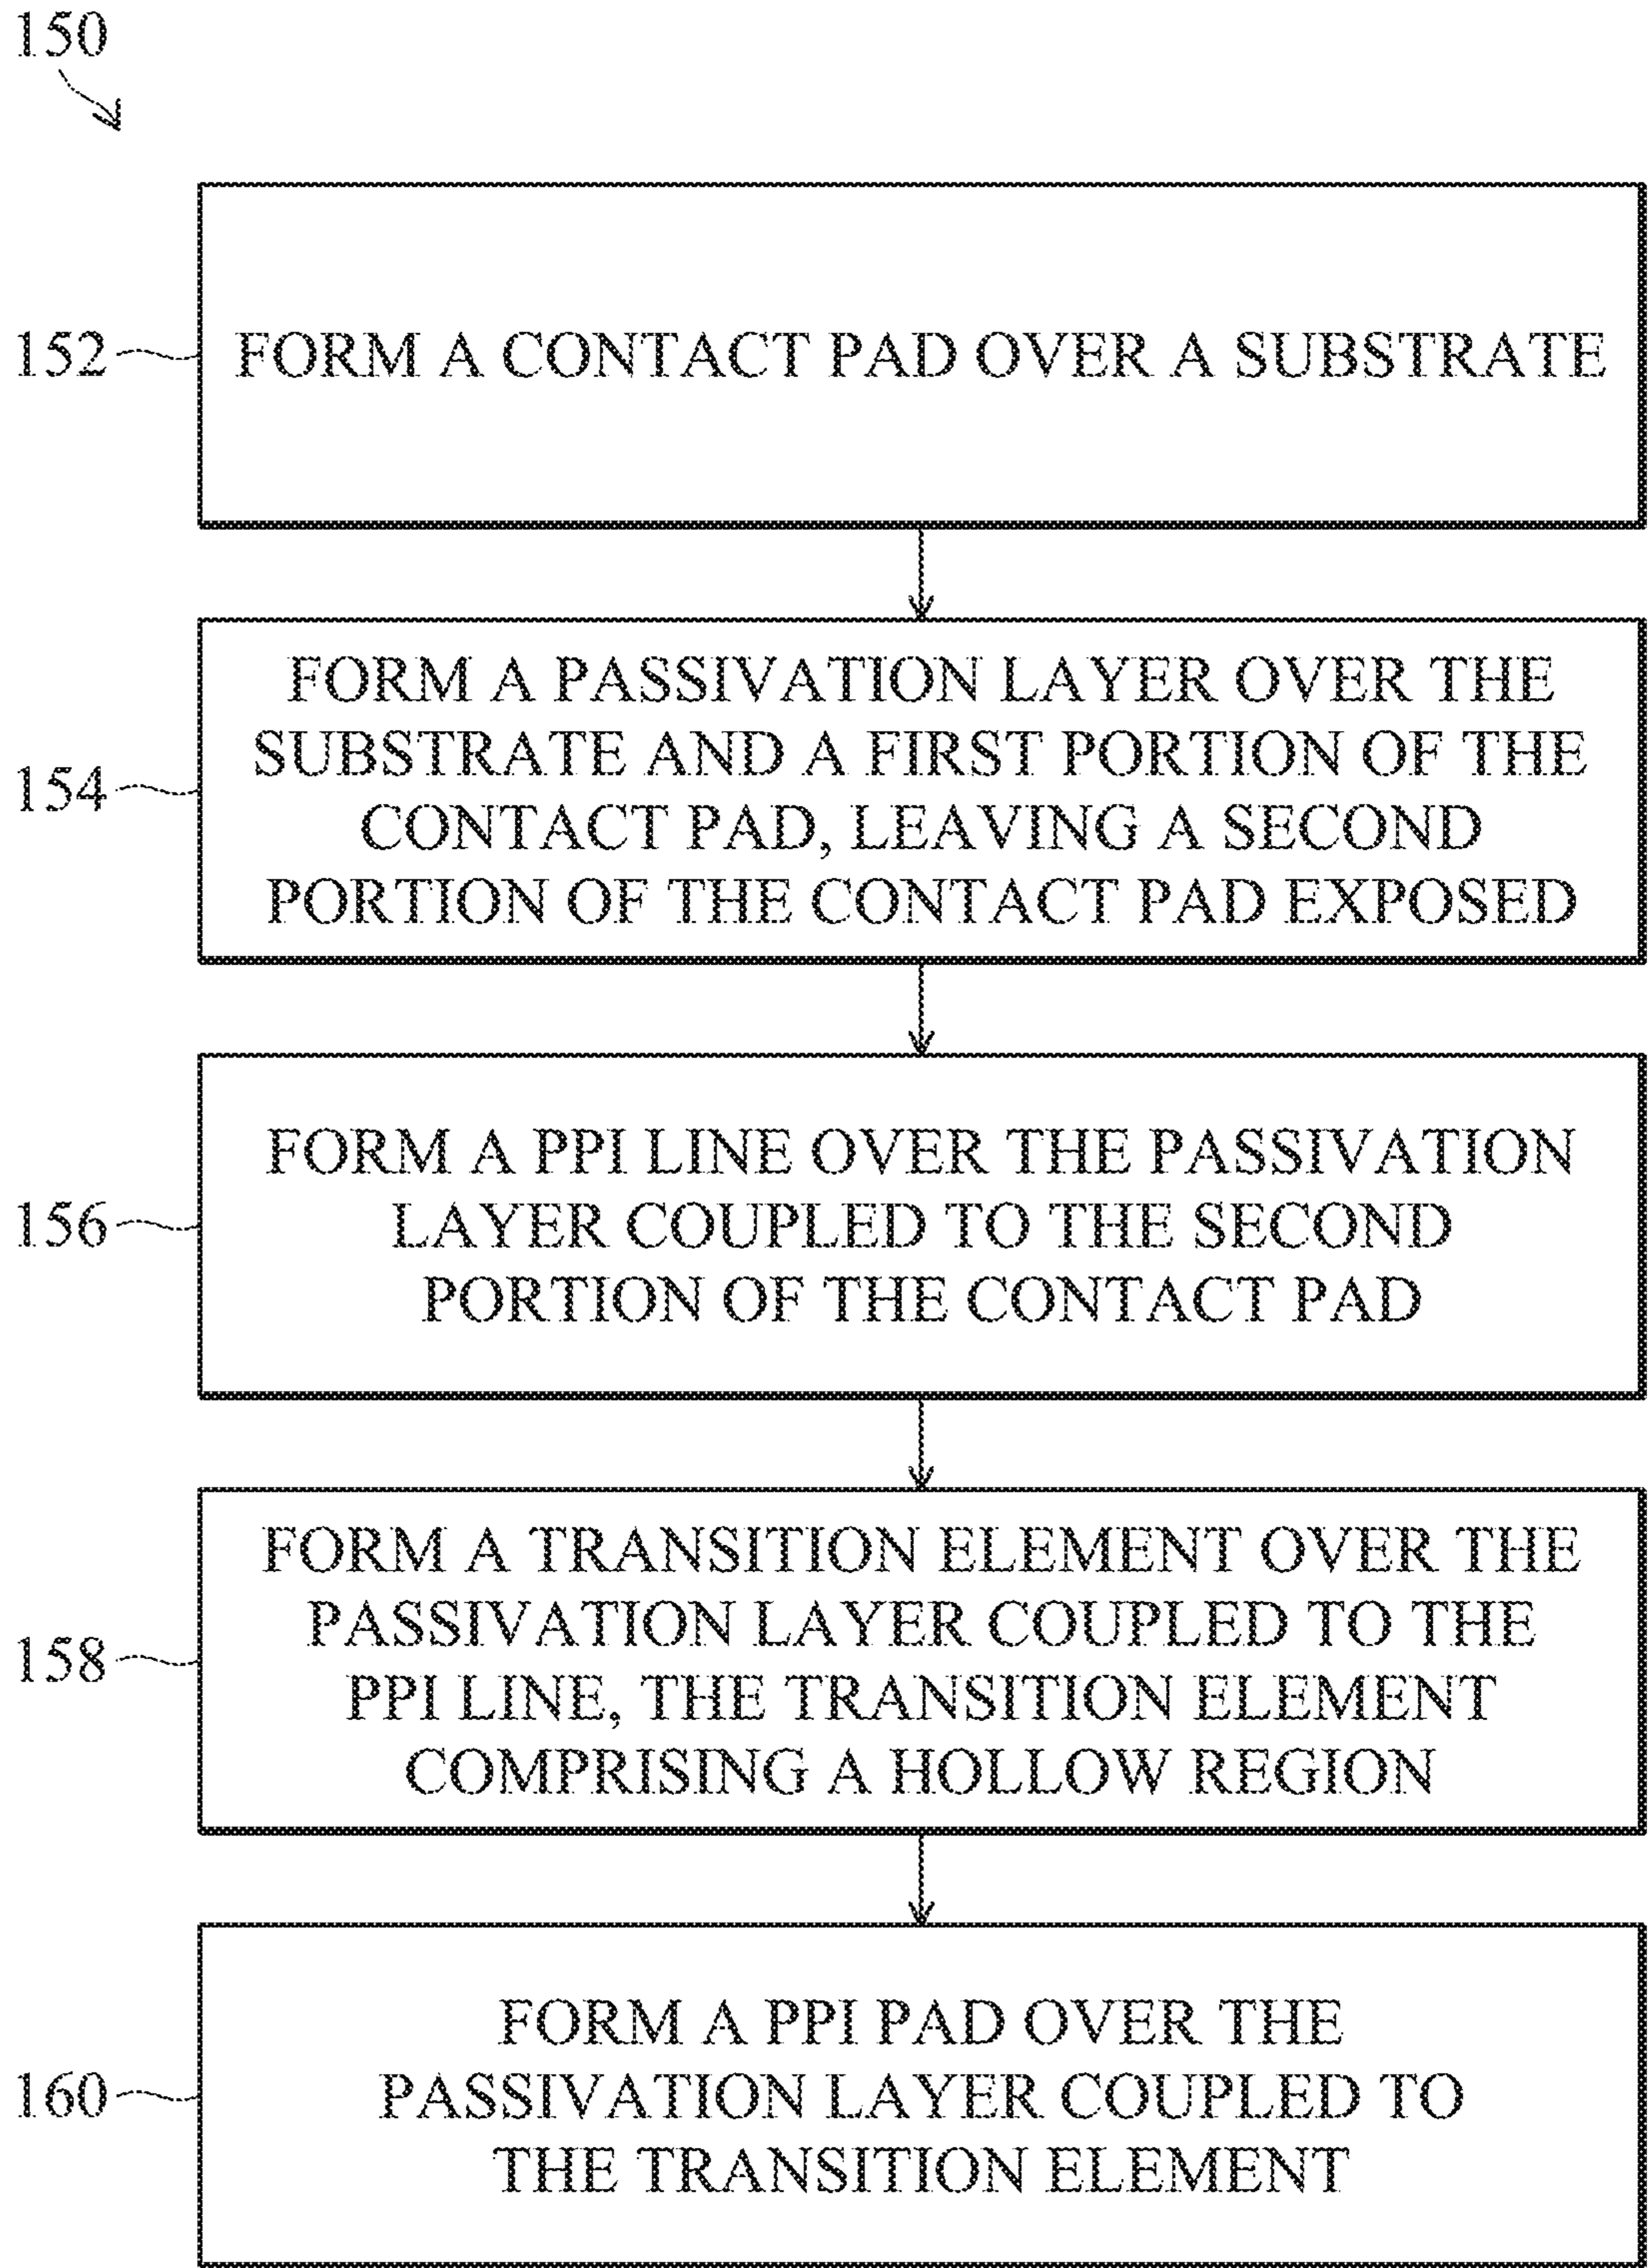 150
152
FORM A CONTACT PAD OVER A SUBSTRATE
154
FORM A PASSIVATION LAYER OVER THE
SUBSTRATE AND A FIRST PORTION OF THE
CONTACT PAD, LEAVING A SECOND
PORTION OF THE CONTACT PAD EXPOSED
156
FORM A PPI LINE OVER THE PASSIVATION
LAYER COUPLED TO THE SECOND
PORTION OF THE CONTACT PAD
158
FORM A TRANSITION ELEMENT OVER THE
PASSIVATION LAYER COUPLED TO THE
PPI LINE, THE TRANSITION ELEMENT
COMPRISING A HOLLOW REGION
160
FORM A PPI PAD OVER THE
PASSIVATION LAYER COUPLED TO
THE TRANSITION ELEMENT